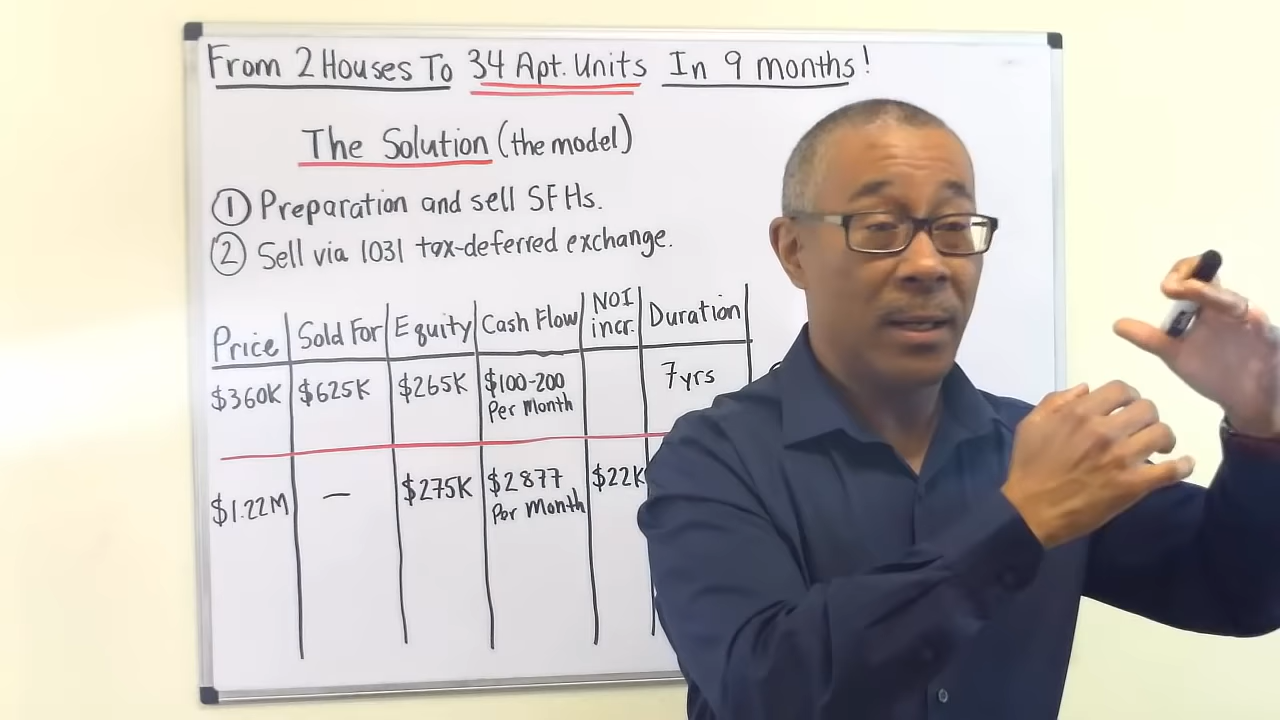 From 2 Houses To 34 Apt. Units In 9 months!
The Solution (the model)
1 Preparation and sell SFHs.
2 Sell via 1031 tax-deferred exchange.
Price Sold For Equity Cash Flow NOI incr. Duration
$360K $625K $265K $100-200 Per Month 7yrs
$1.22M — $275K $2877 Per Month $22K